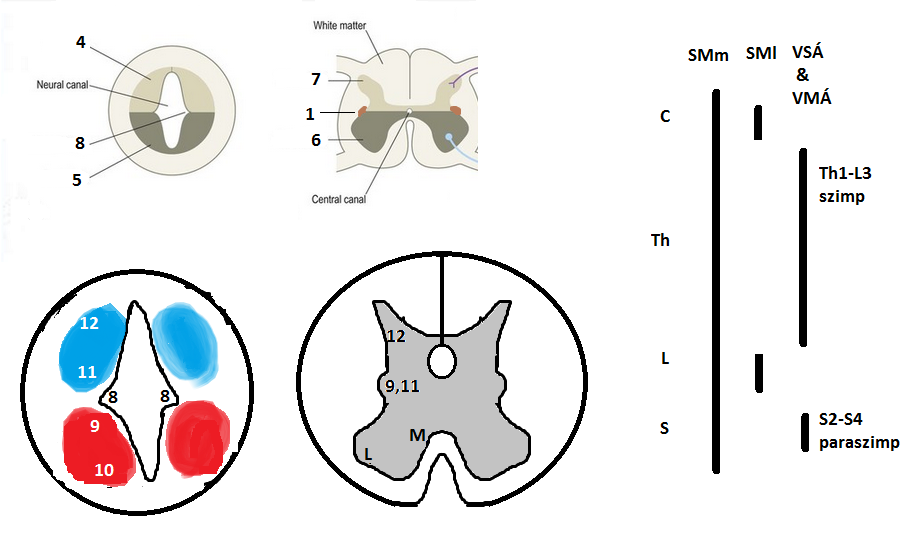 4
Neural canal
8
5
White matter
7
1
6
Central canal
12
11
8
8
9
10
12
9,11
M
L
SMm
SMl
VSÁ
&
VMÁ
C
Th
L
S
Th1-L3
szimp
S2-S4
paraszimp